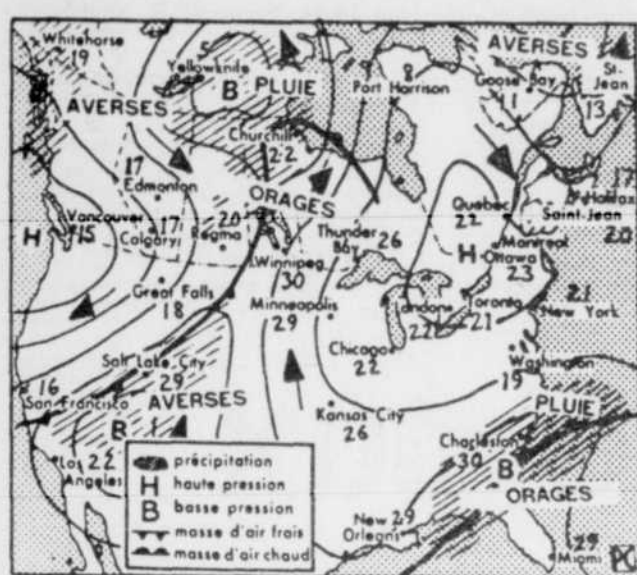 Whitehorse
19
5
Yellowknife
B
PLUIE
8
Port Harrison
AVERSES
Goose Bay
11
St-
Jean
13
AVERSES
Churchill
22
17
Edmonton
ORAGES
17
Halifax
Vancouver
15
H
17
Calgary
20
Regina
Thunder
Bay
26
Québec
22
Saint-Jean
20
Montréal
H
Ottawa
23
Winnipeg
30
Great Falls
18
Minneapolis
29
London
22
Toronto
21
21
New York
Chicago
22
Salt Lake City
29
Washington
19
16
San Francisco
AVERSES
B
Kansas City
26
PLUIE
Charleston
30
B
ORAGES
Los
Angeles
22
précipitation
H haute pression
B basse pression
masse d'air frais
masse d'air chaud
New
Orleans
29
29
Miami
PC